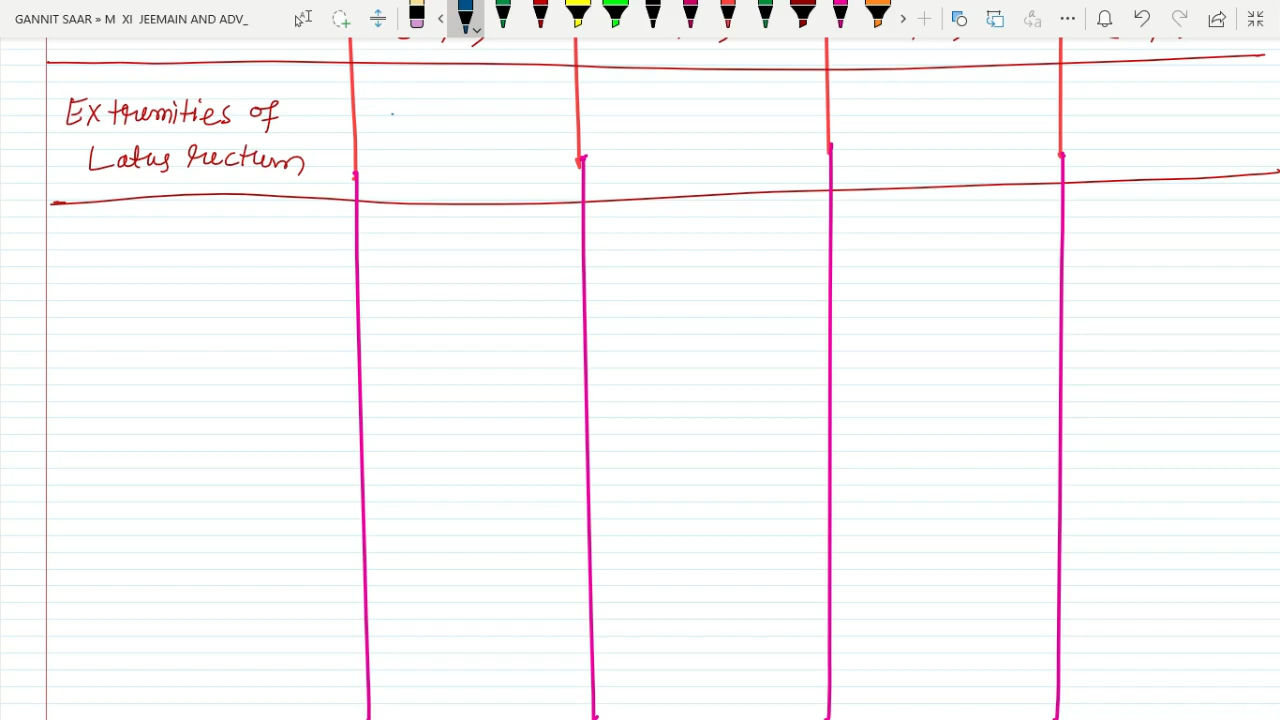 GANNIT SAAR » M XI JEEMAIN AND ADV_
Extremities of
Latus rectum